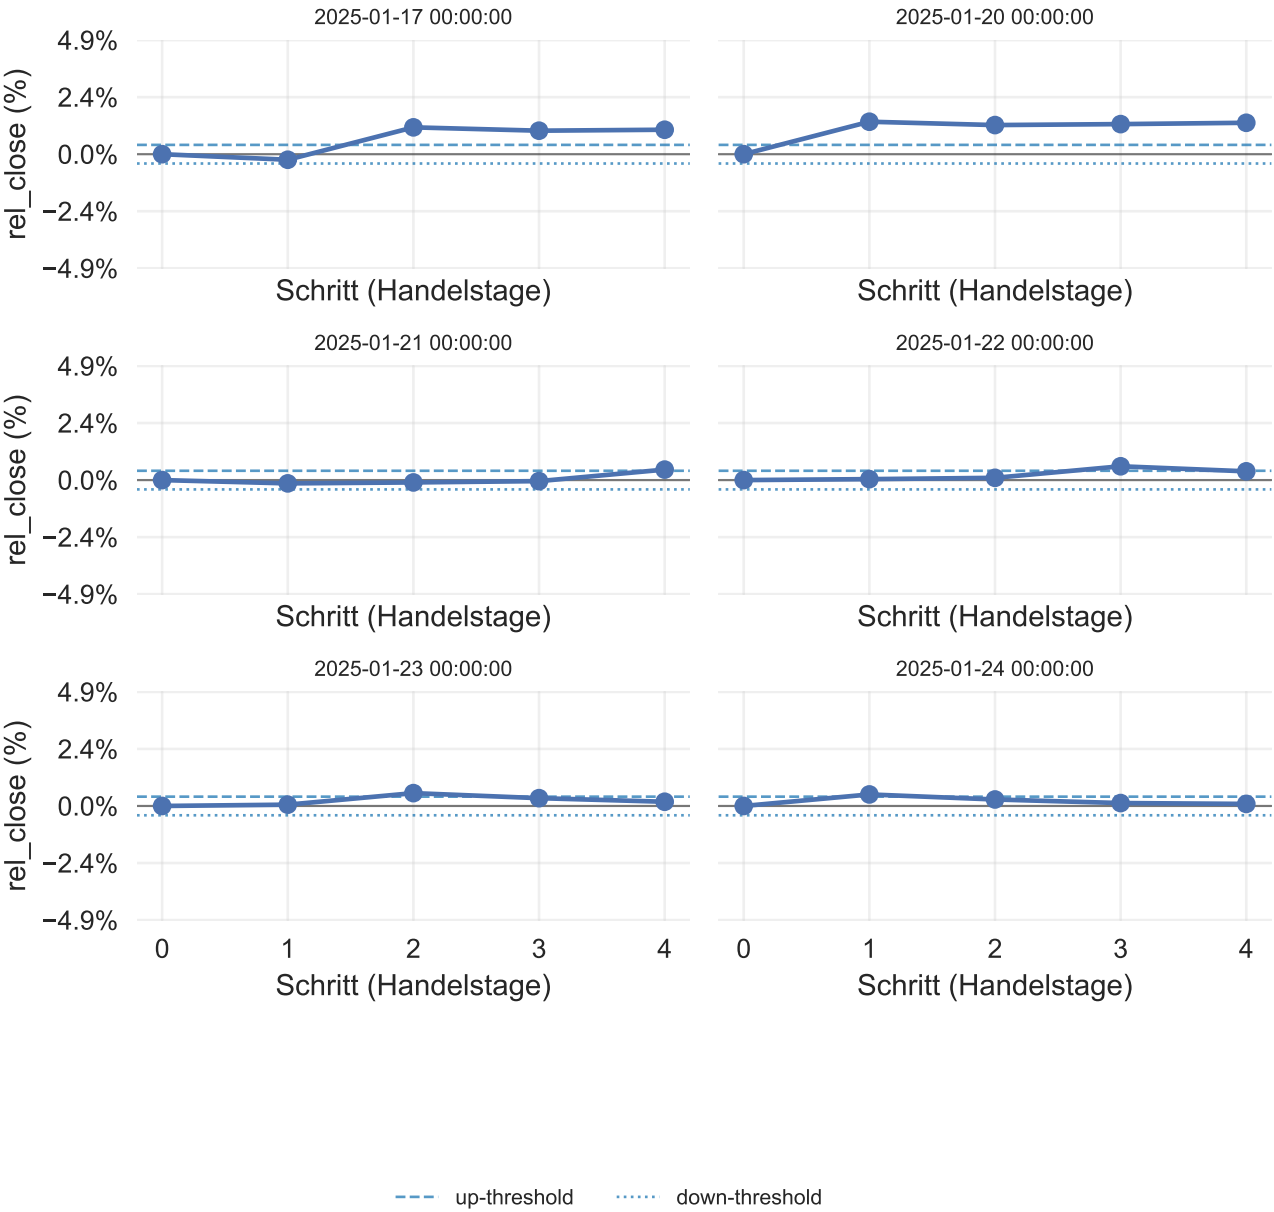 2025-01-17 00:00:00
2025-01-20 00:00:00
4.9%
2.4%
0.0%
−2.4%
−4.9%
rel_close (%)
Schritt (Handelstage)
Schritt (Handelstage)
2025-01-21 00:00:00
2025-01-22 00:00:00
4.9%
2.4%
0.0%
−2.4%
−4.9%
rel_close (%)
Schritt (Handelstage)
Schritt (Handelstage)
2025-01-23 00:00:00
2025-01-24 00:00:00
4.9%
2.4%
0.0%
−2.4%
−4.9%
rel_close (%)
0 1 2 3 4
0 1 2 3 4
Schritt (Handelstage)
Schritt (Handelstage)
up-threshold
down-threshold